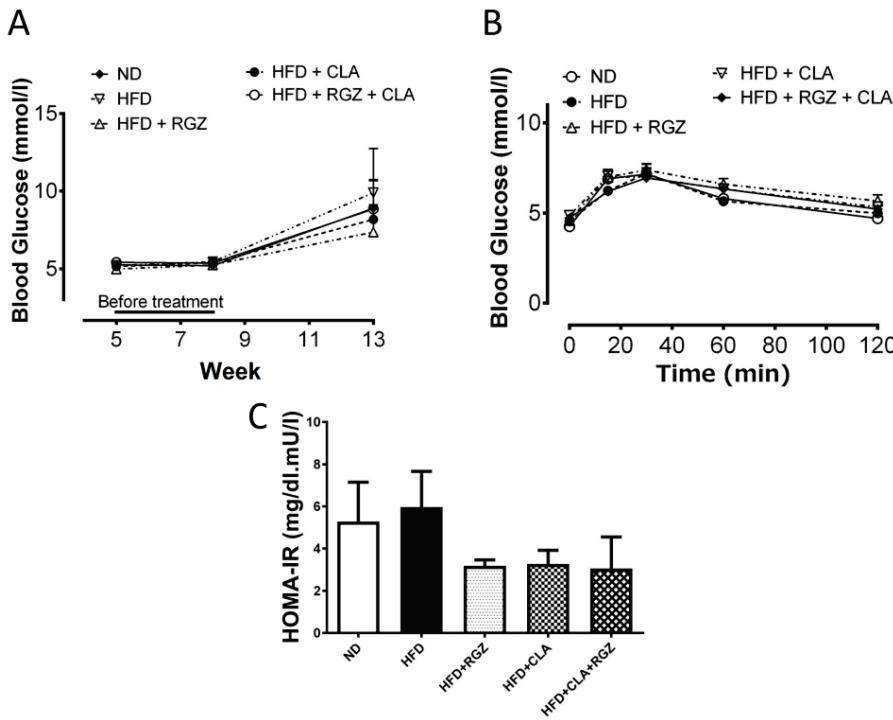 A
ND
HFD
HFD + RGZ
HFD + CLA
HFD + RGZ + CLA
Blood Glucose (mmol/l)
15
10
5
Before treatment
5 7 9 11 13
Week
B
ND
HFD
HFD + RGZ
HFD + CLA
HFD + RGZ + CLA
Blood Glucose (mmol/l)
10
5
0
0 20 40 60 80 100 120
Time (min)
C
HOMA-IR (mg/dl.mU/l)
10
8
6
4
2
0
ND
HFD
HFD+RGZ
HFD+CLA
HFD+CLA+RGZ